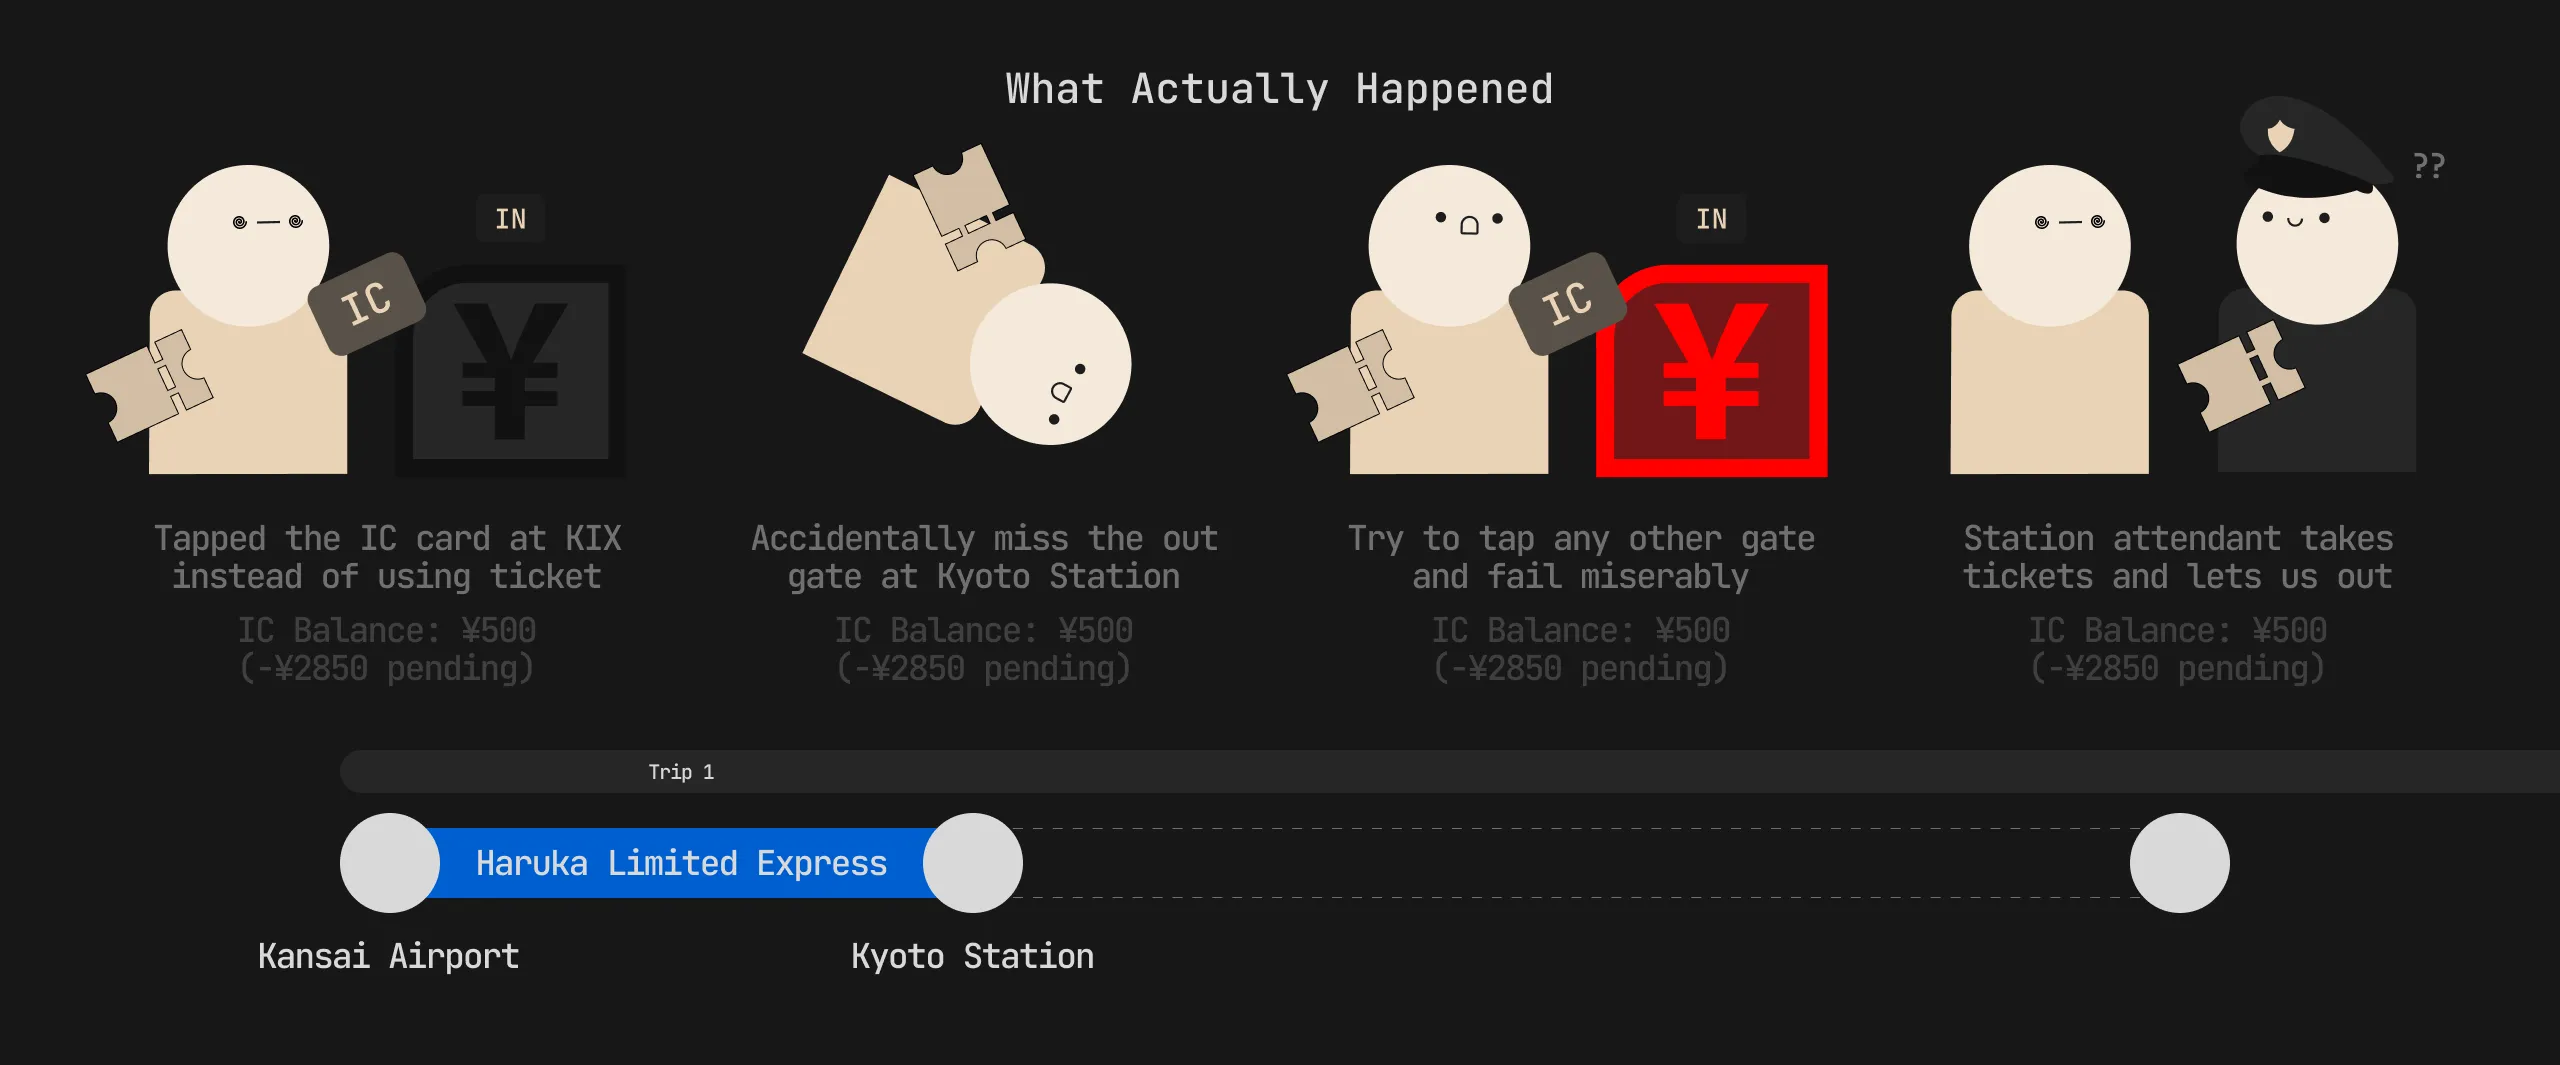 What Actually Happened
??
IN
IC
¥
IN
IC
¥
Tapped the IC card at KIX
instead of using ticket
IC Balance: ¥500
(-¥2850 pending)
Accidentally miss the out
gate at Kyoto Station
IC Balance: ¥500
(-¥2850 pending)
Try to tap any other gate
and fail miserably
IC Balance: ¥500
(-¥2850 pending)
Station attendant takes
tickets and lets us out
IC Balance: ¥500
(-¥2850 pending)
Trip 1
Haruka Limited Express
Kansai Airport
Kyoto Station